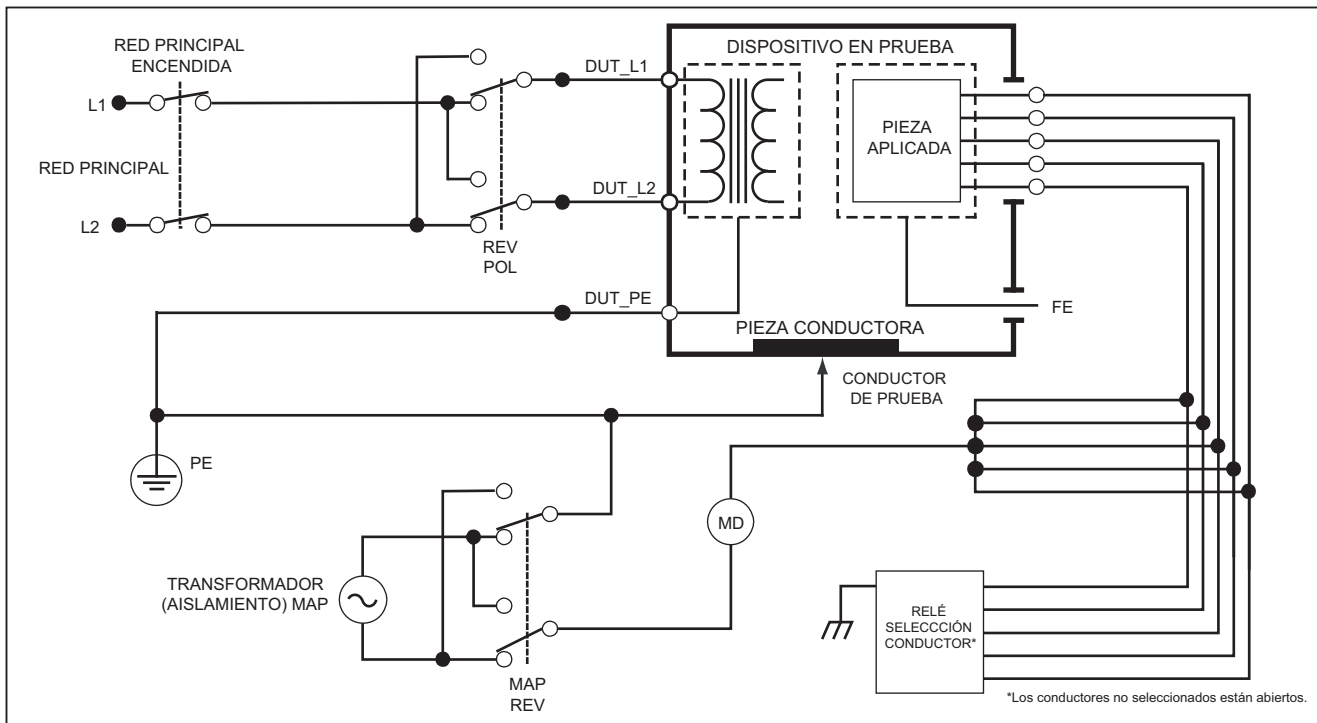 RED PRINCIPAL
ENCENDIDA
L1
RED PRINCIPAL
L2
REV
POL
DUT_L1
DUT_L2
DUT_PE
DISPOSITIVO EN PRUEBA
PIEZA
APLICADA
FE
PIEZA CONDUCTORA
CONDUCTOR
DE PRUEBA
PE
MD
TRANSFORMADOR
(AISLAMIENTO) MAP
MAP
REV
RELÉ
SELECCCIÓN
CONDUCTOR*
*Los conductores no seleccionados están abiertos.